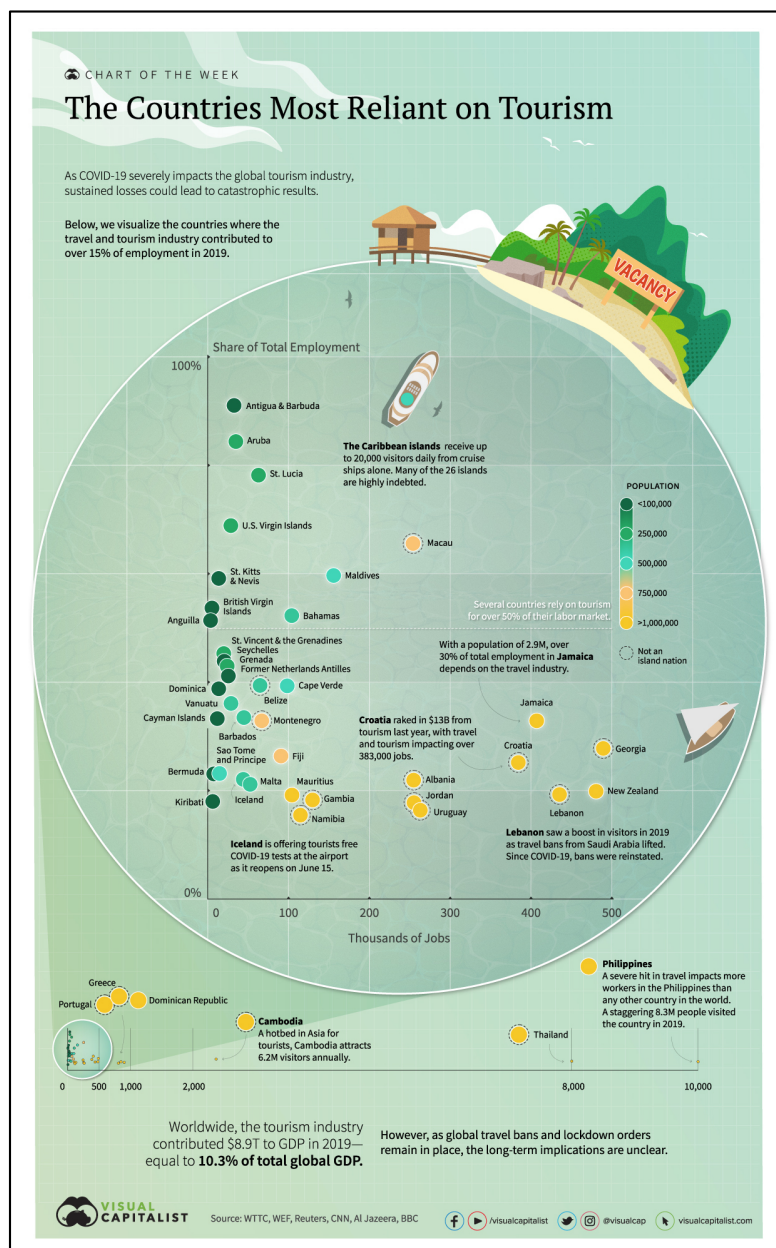 CHART OF THE WEEK
The Countries Most Reliant on Tourism
As COVID-19 severely impacts the global tourism industry,
sustained losses could lead to catastrophic results.
Below, we visualize the countries where the
travel and tourism industry contributed to
over 15% of employment in 2019.
VACANCY
Share of Total Employment
100%
Antigua & Barbuda
Aruba
The Caribbean islands receive up
to 20,000 visitors daily from cruise
ships alone. Many of the 26 islands
are highly indebted.
St. Lucia
U.S. Virgin Islands
Macau
POPULATION
<100,000
250,000
500,000
750,000
>1,000,000
Not an
island nation
St. Kitts
& Nevis
Maldives
British Virgin
Islands
Anguilla
Bahamas
Several countries rely on tourism
for over 50% of their labor market.
St. Vincent & the Grenadines
Seychelles
Grenada
Former Netherlands Antilles
With a population of 2.9M, over
30% of total employment in Jamaica
depends on the travel industry.
Dominica
Cape Verde
Vanuatu
Belize
Jamaica
Cayman Islands
Montenegro
Barbados
Croatia raked in $13B from
tourism last year, with travel
and tourism impacting over
383,000 jobs.
Croatia
Georgia
Sao Tome
and Principe
Fiji
Bermuda
Malta
Mauritius
Albania
Iceland
Gambia
Jordan
New Zealand
Kiribati
Namibia
Uruguay
Lebanon
Iceland is offering tourists free
COVID-19 tests at the airport
as it reopens on June 15.
Lebanon saw a boost in visitors in 2019
as travel bans from Saudi Arabia lifted.
Since COVID-19, bans were reinstated.
0%
0 100 200 300 400 500
Thousands of Jobs
Greece
Portugal
Dominican Republic
Cambodia
A hotbed in Asia for
tourists, Cambodia attracts
6.2M visitors annually.
Thailand
Philippines
A severe hit in travel impacts more
workers in the Philippines than
any other country in the world.
A staggering 8.3M people visited
the country in 2019.
0 500 1,000 2,000 8,000 10,000
Worldwide, the tourism industry
contributed $8.9T to GDP in 2019—
equal to 10.3% of total global GDP.
However, as global travel bans and lockdown orders
remain in place, the long-term implications are unclear.
VISUAL
CAPITALIST
Source: WTTC, WEF, Reuters, CNN, Al Jazeera, BBC
/visualcapitalist @visualcap visualcapitalist.com